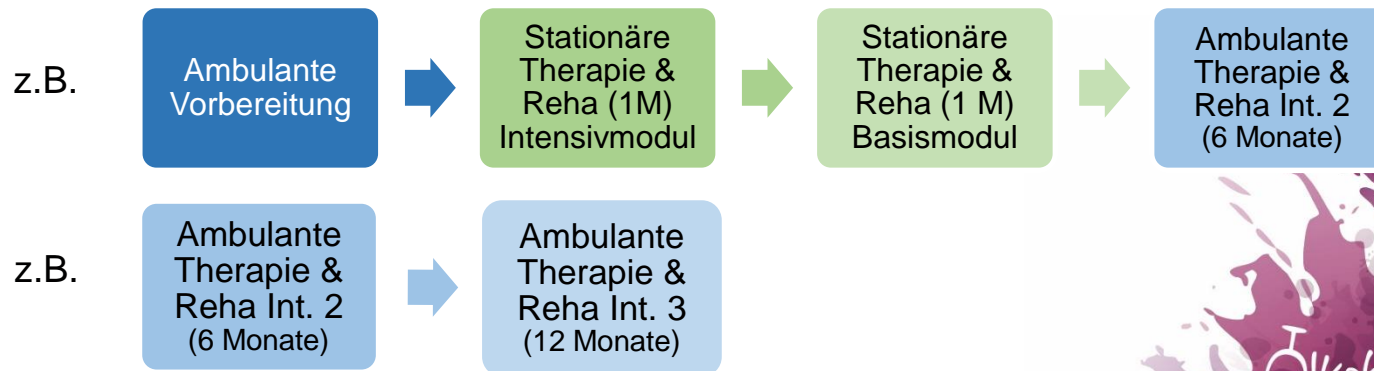 z.B.
Ambulante
Vorbereitung
Stationäre
Therapie &
Reha (1M)
Intensivmodul
Stationäre
Therapie &
Reha (1 M)
Basismodul
Ambulante
Therapie &
Reha Int. 2
(6 Monate)
z.B.
Ambulante
Therapie &
Reha Int. 2
(6 Monate)
Ambulante
Therapie &
Reha Int. 3
(12 Monate)